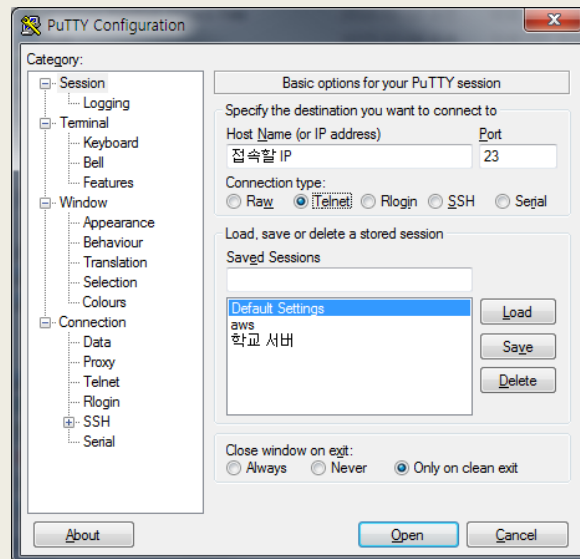 PuTTY Configuration
Category:
Session
Logging
Terminal
Keyboard
Bell
Features
Window
Appearance
Behaviour
Translation
Selection
Colours
Connection
Data
Proxy
Telnet
Rlogin
SSH
Serial
Basic options for your PuTTY session
Specify the destination you want to connect to
Host Name (or IP address) Port
접속할 IP 23
Connection type:
Raw Telnet Rlogin SSH Serial
Load, save or delete a stored session
Saved Sessions
Default Settings
aws
학교 서버
Load
Save
Delete
Close window on exit:
Always Never Only on clean exit
About Open Cancel